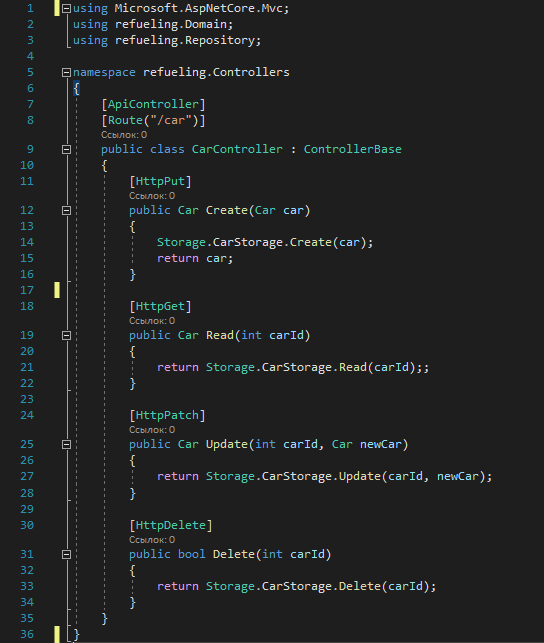 1 using Microsoft.AspNetCore.Mvc;
2 using refueling.Domain;
3 using refueling.Repository;
4
5 namespace refueling.Controllers
6 {
7 [ApiController]
8 [Route("/car")]
Ссылок: 0
9 public class CarController : ControllerBase
10 {
11 [HttpPut]
Ссылок: 0
12 public Car Create(Car car)
13 {
14 Storage.CarStorage.Create(car);
15 return car;
16 }
17
18 [HttpGet]
Ссылок: 0
19 public Car Read(int carId)
20 {
21 return Storage.CarStorage.Read(carId);;
22 }
23
24 [HttpPatch]
Ссылок: 0
25 public Car Update(int carId, Car newCar)
26 {
27 return Storage.CarStorage.Update(carId, newCar);
28 }
29
30 [HttpDelete]
Ссылок: 0
31 public bool Delete(int carId)
32 {
33 return Storage.CarStorage.Delete(carId);
34 }
35 }
36 }